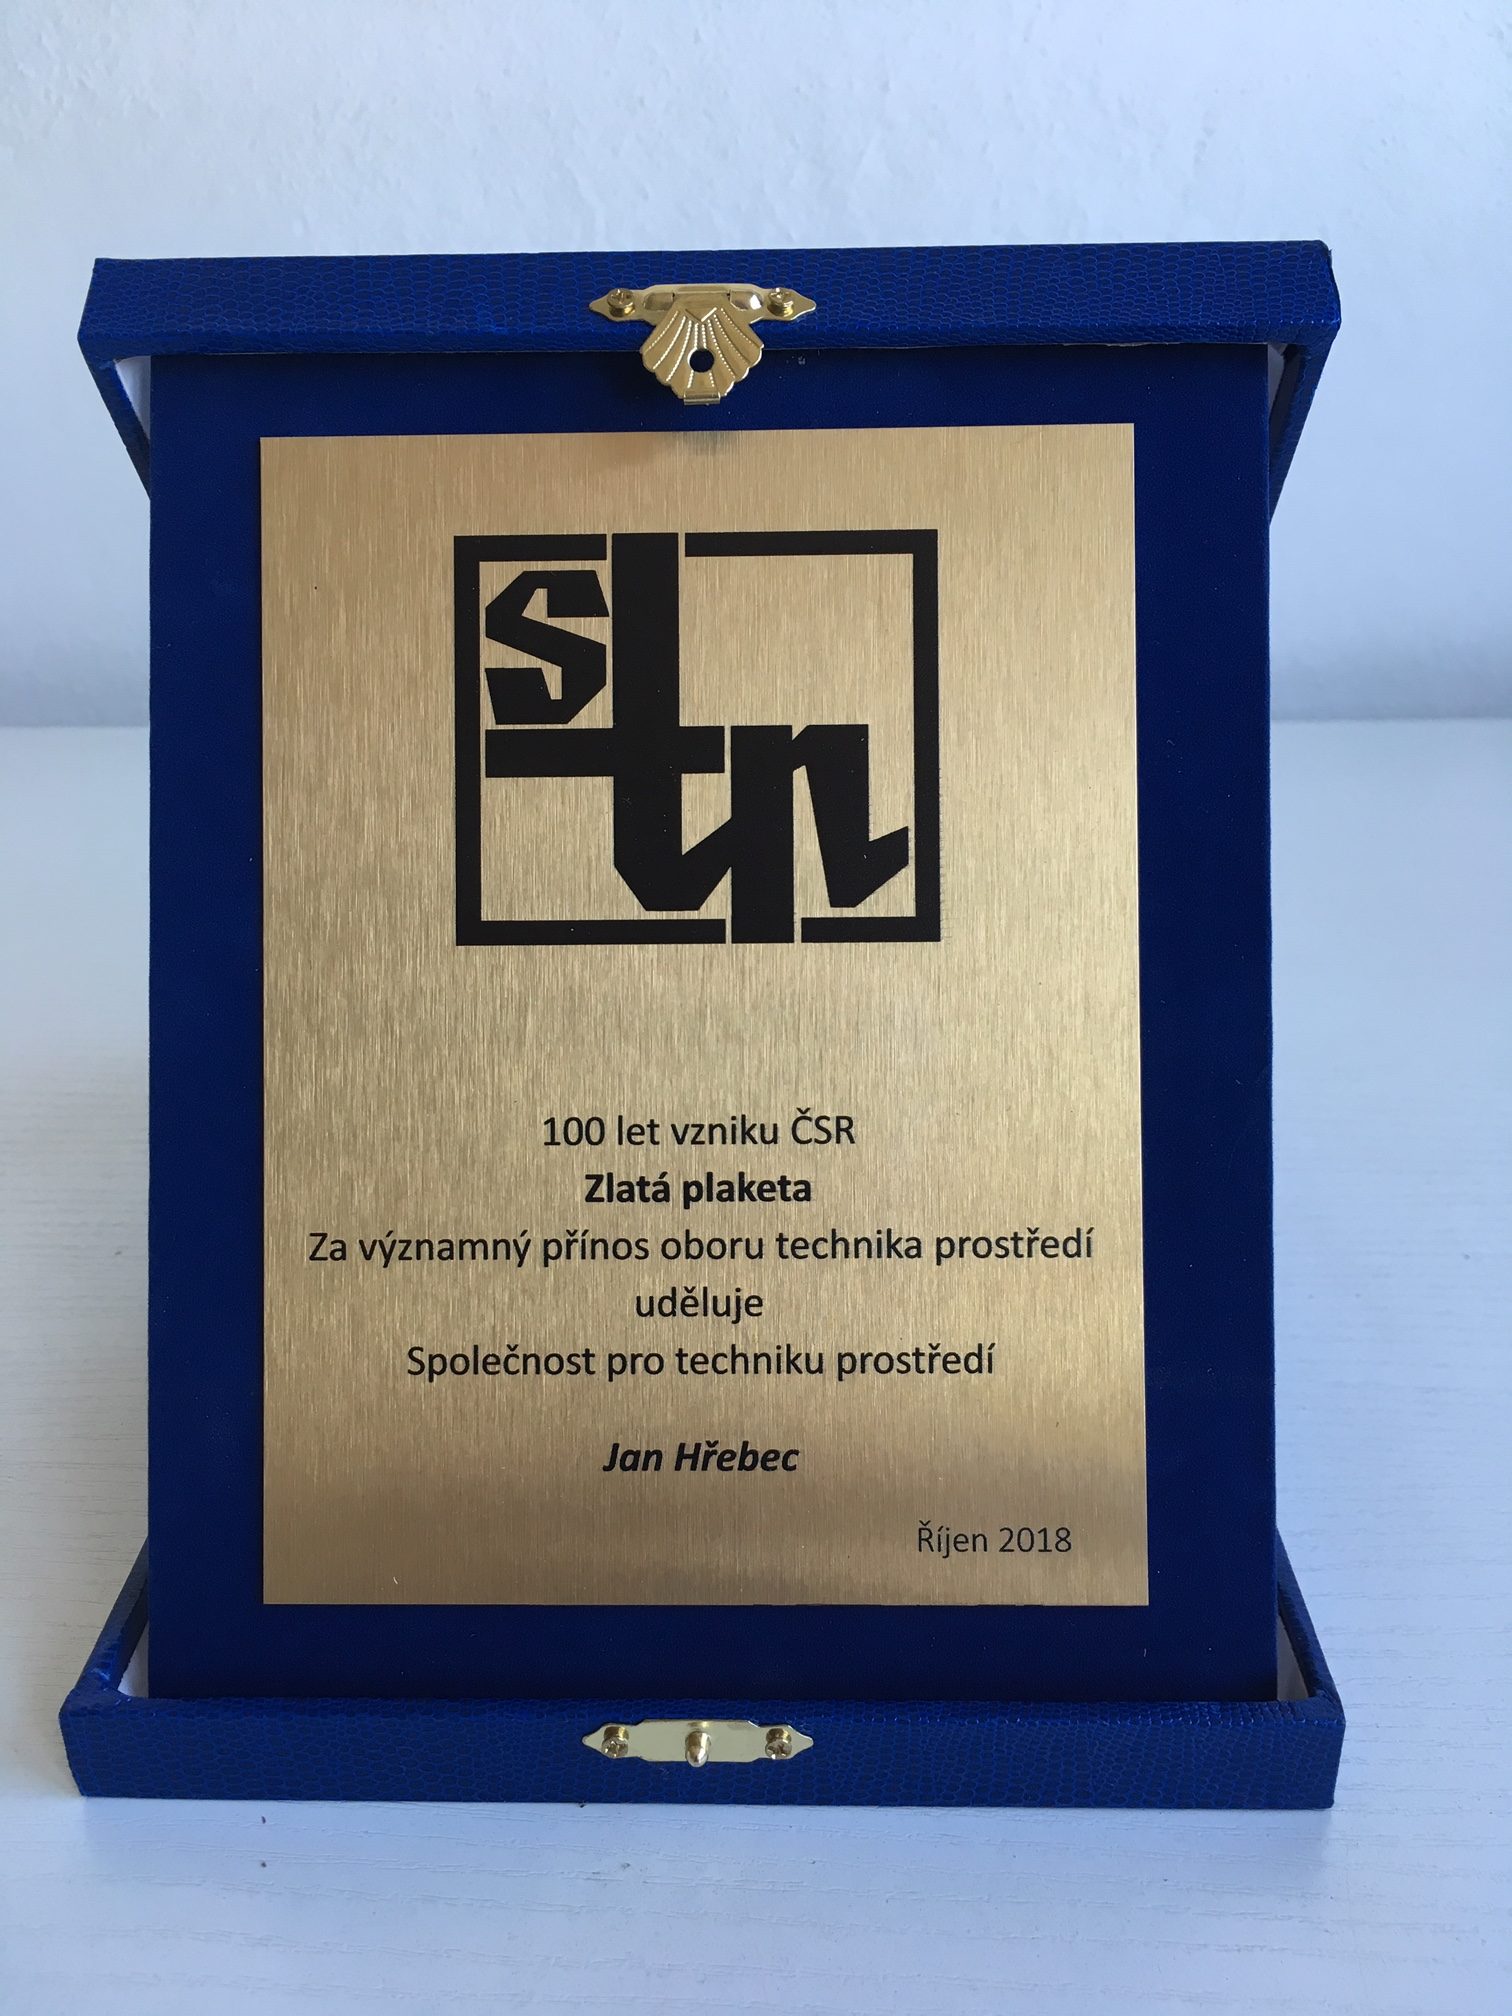 stp
100 let vzniku ČSR
Zlatá plaketa
Za významný přínos oboru technika prostředí
uděluje
Společnost pro techniku prostředí
Jan Hřebec
Říjen 2018